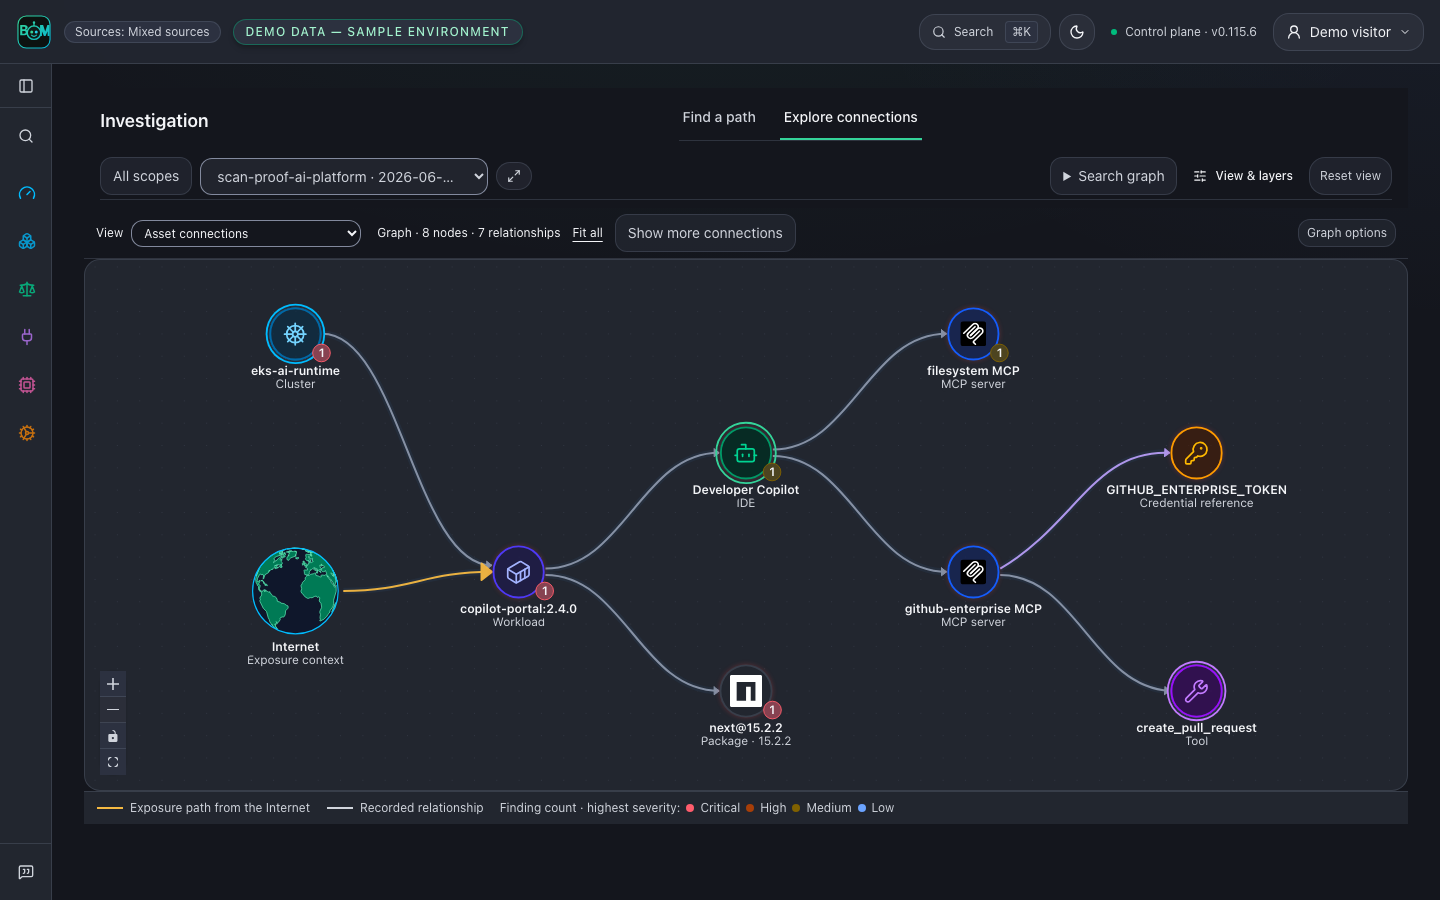 BOM
Sources: Mixed sources
DEMO DATA — SAMPLE ENVIRONMENT
Search ⌘K
Control plane · v0.115.6
Demo visitor
Investigation
Find a path
Explore connections
All scopes
scan-proof-ai-platform · 2026-06-...
Search graph
View & layers
Reset view
View
Asset connections
Graph · 8 nodes · 7 relationships
Fit all
Show more connections
Graph options
1
eks-ai-runtime
Cluster
1
filesystem MCP
MCP server
1
Developer Copilot
IDE
GITHUB_ENTERPRISE_TOKEN
Credential reference
Internet
Exposure context
1
copilot-portal:2.4.0
Workload
github-enterprise MCP
MCP server
1
next@15.2.2
Package · 15.2.2
create_pull_request
Tool
Exposure path from the Internet
Recorded relationship
Finding count · highest severity:
Critical
High
Medium
Low